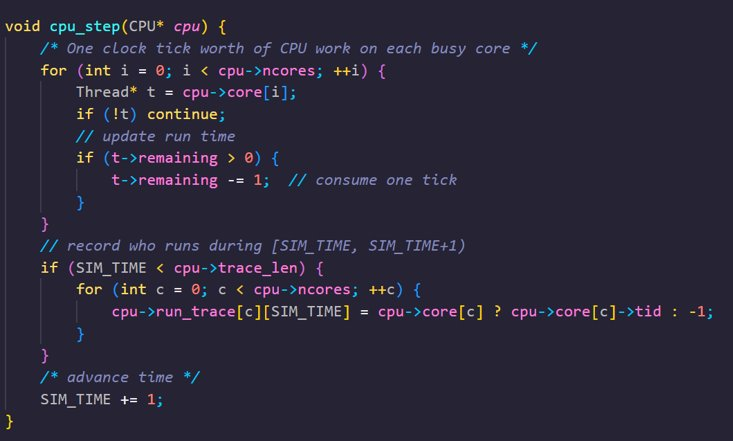 void cpu_step(CPU* cpu) {
    /* One clock tick worth of CPU work on each busy core */
    for (int i = 0; i < cpu->ncores; ++i) {
        Thread* t = cpu->core[i];
        if (!t) continue;
        // update run time
        if (t->remaining > 0) {
            t->remaining -= 1;  // consume one tick
        }
    }
    // record who runs during [SIM_TIME, SIM_TIME+1)
    if (SIM_TIME < cpu->trace_len) {
        for (int c = 0; c < cpu->ncores; ++c) {
            cpu->run_trace[c][SIM_TIME] = cpu->core[c] ? cpu->core[c]->tid : -1;
        }
    }
    /* advance time */
    SIM_TIME += 1;
}